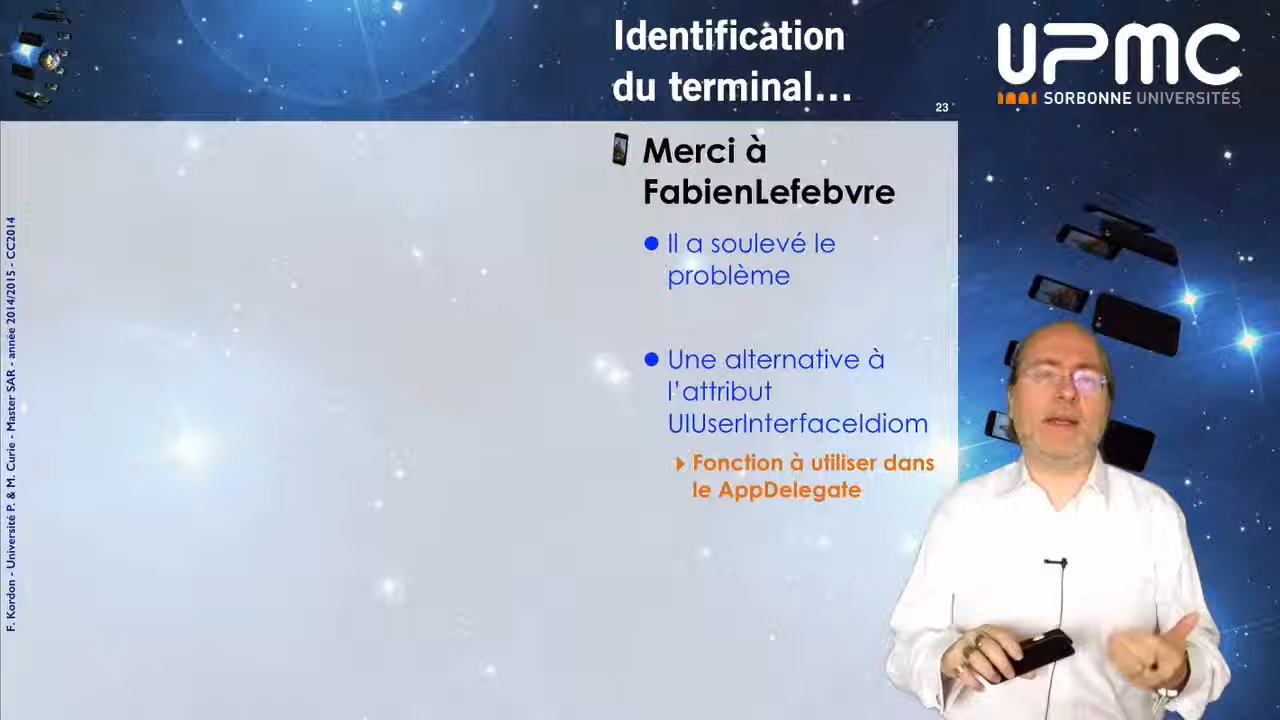 Identification
du terminal...
23
UPMC
SORBONNE UNIVERSITÉS
Merci à
FabienLefebvre
Il a soulevé le
problème
Une alternative à
l'attribut
UIUserInterfaceIdiom
Fonction à utiliser dans
le AppDelegate
F. Kordon - Université P. & M. Curie - Master SAR - année 2014/2015 - CC2014